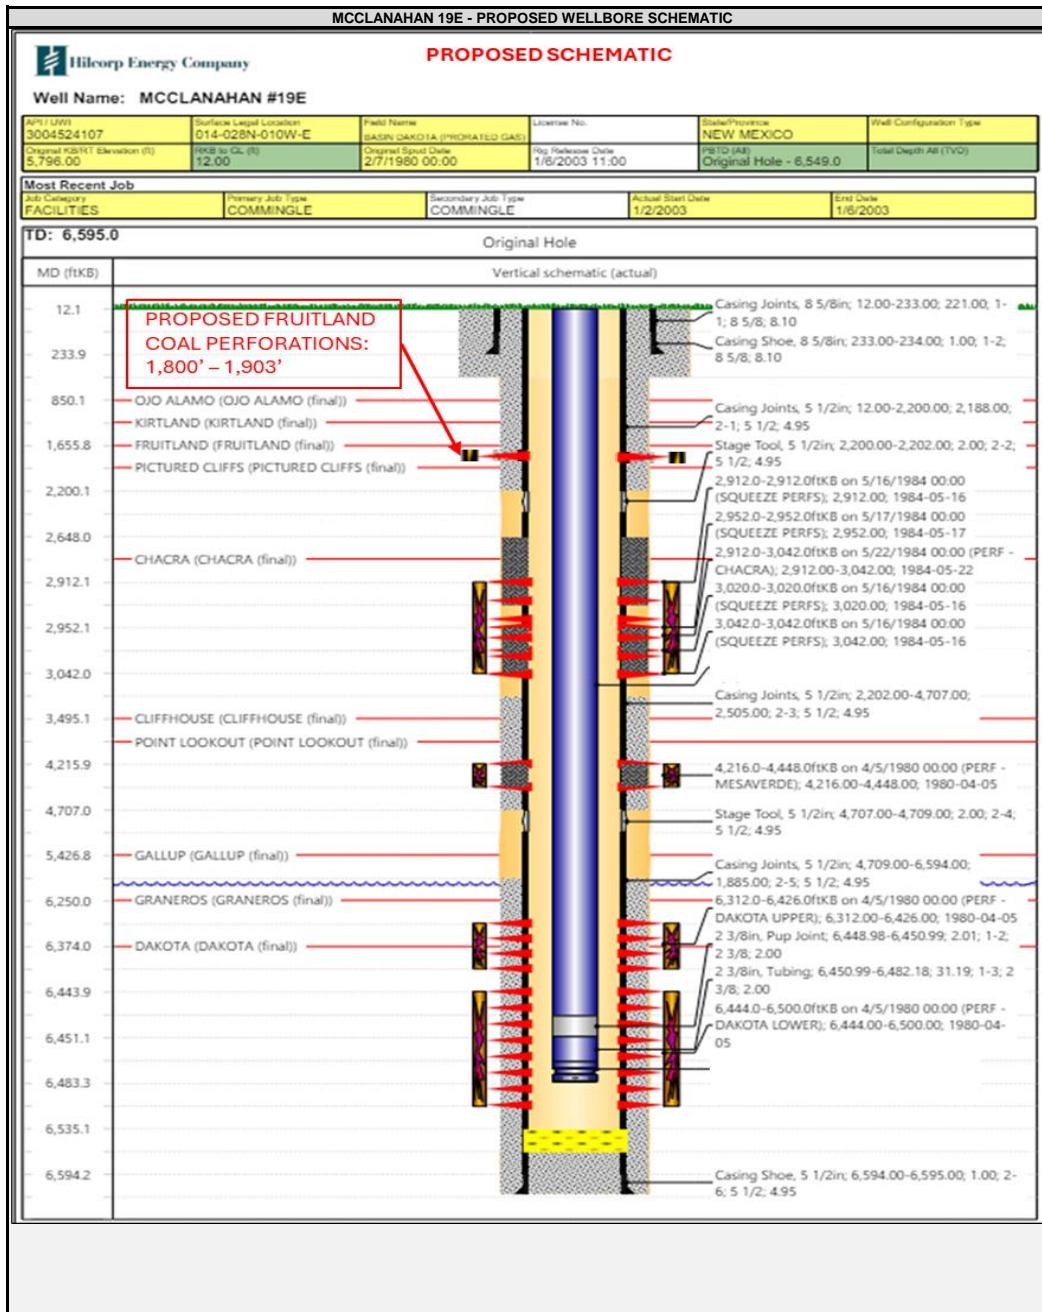 MCCLANAHAN 19E - PROPOSED WELLBORE SCHEMATIC
Hilcorp Energy Company
PROPOSED SCHEMATIC
Well Name: MCCLANAHAN #19E
API / UWI
Surface Legal Location
Field Name
License No.
State/Province
Well Configuration Type
3004524107
014-028N-010W-E
BASIN DAKOTA (PRORATED GAS)
NEW MEXICO
Original KB/RT Elevation (ft)
RKB to GL (ft)
Original Spud Date
Rig Release Date
PBTD (All)
Total Depth All (TVD)
5,796.00
12.00
2/7/1980 00:00
1/6/2003 11:00
Original Hole - 6,549.0
Most Recent Job
Job Category
Primary Job Type
Secondary Job Type
Actual Start Date
End Date
FACILITIES
COMMINGLE
COMMINGLE
1/2/2003
1/6/2003
TD: 6,595.0
Original Hole
MD (ftKB)
Vertical schematic (actual)
12.1
233.9
850.1
1,655.8
2,200.1
2,648.0
2,912.1
2,952.1
3,042.0
3,495.1
4,215.9
4,707.0
5,426.8
6,250.0
6,374.0
6,443.9
6,451.1
6,483.3
6,535.1
6,594.2
PROPOSED FRUITLAND
COAL PERFORATIONS:
1,800’ – 1,903’
OJO ALAMO (OJO ALAMO (final))
KIRTLAND (KIRTLAND (final))
FRUITLAND (FRUITLAND (final))
PICTURED CLIFFS (PICTURED CLIFFS (final))
CHACRA (CHACRA (final))
CLIFFHOUSE (CLIFFHOUSE (final))
POINT LOOKOUT (POINT LOOKOUT (final))
GALLUP (GALLUP (final))
GRANEROS (GRANEROS (final))
DAKOTA (DAKOTA (final))
Casing Joints, 8 5/8in; 12.00-233.00; 221.00; 1-
1; 8 5/8; 8.10
Casing Shoe, 8 5/8in; 233.00-234.00; 1.00; 1-2;
8 5/8; 8.10
Casing Joints, 5 1/2in; 12.00-2,200.00; 2,188.00;
2-1; 5 1/2; 4.95
Stage Tool, 5 1/2in; 2,200.00-2,202.00; 2.00; 2-2;
5 1/2; 4.95
2,912.0-2,912.0ftKB on 5/16/1984 00:00
(SQUEEZE PERFS); 2,912.00; 1984-05-16
2,952.0-2,952.0ftKB on 5/17/1984 00:00
(SQUEEZE PERFS); 2,952.00; 1984-05-17
2,912.0-3,042.0ftKB on 5/22/1984 00:00 (PERF -
CHACRA); 2,912.00-3,042.00; 1984-05-22
3,020.0-3,020.0ftKB on 5/16/1984 00:00
(SQUEEZE PERFS); 3,020.00; 1984-05-16
3,042.0-3,042.0ftKB on 5/16/1984 00:00
(SQUEEZE PERFS); 3,042.00; 1984-05-16
Casing Joints, 5 1/2in; 2,202.00-4,707.00;
2,505.00; 2-3; 5 1/2; 4.95
4,216.0-4,448.0ftKB on 4/5/1980 00:00 (PERF -
MESAVERDE); 4,216.00-4,448.00; 1980-04-05
Stage Tool, 5 1/2in; 4,707.00-4,709.00; 2.00; 2-4;
5 1/2; 4.95
Casing Joints, 5 1/2in; 4,709.00-6,594.00;
1,885.00; 2-5; 5 1/2; 4.95
6,312.0-6,426.0ftKB on 4/5/1980 00:00 (PERF -
DAKOTA UPPER); 6,312.00-6,426.00; 1980-04-05
2 3/8in, Pup Joint; 6,448.98-6,450.99; 2.01; 1-2;
2 3/8; 2.00
2 3/8in, Tubing; 6,450.99-6,482.18; 31.19; 1-3; 2
3/8; 2.00
6,444.0-6,500.0ftKB on 4/5/1980 00:00 (PERF -
DAKOTA LOWER); 6,444.00-6,500.00; 1980-04-
05
Casing Shoe, 5 1/2in; 6,594.00-6,595.00; 1.00; 2-
6; 5 1/2; 4.95